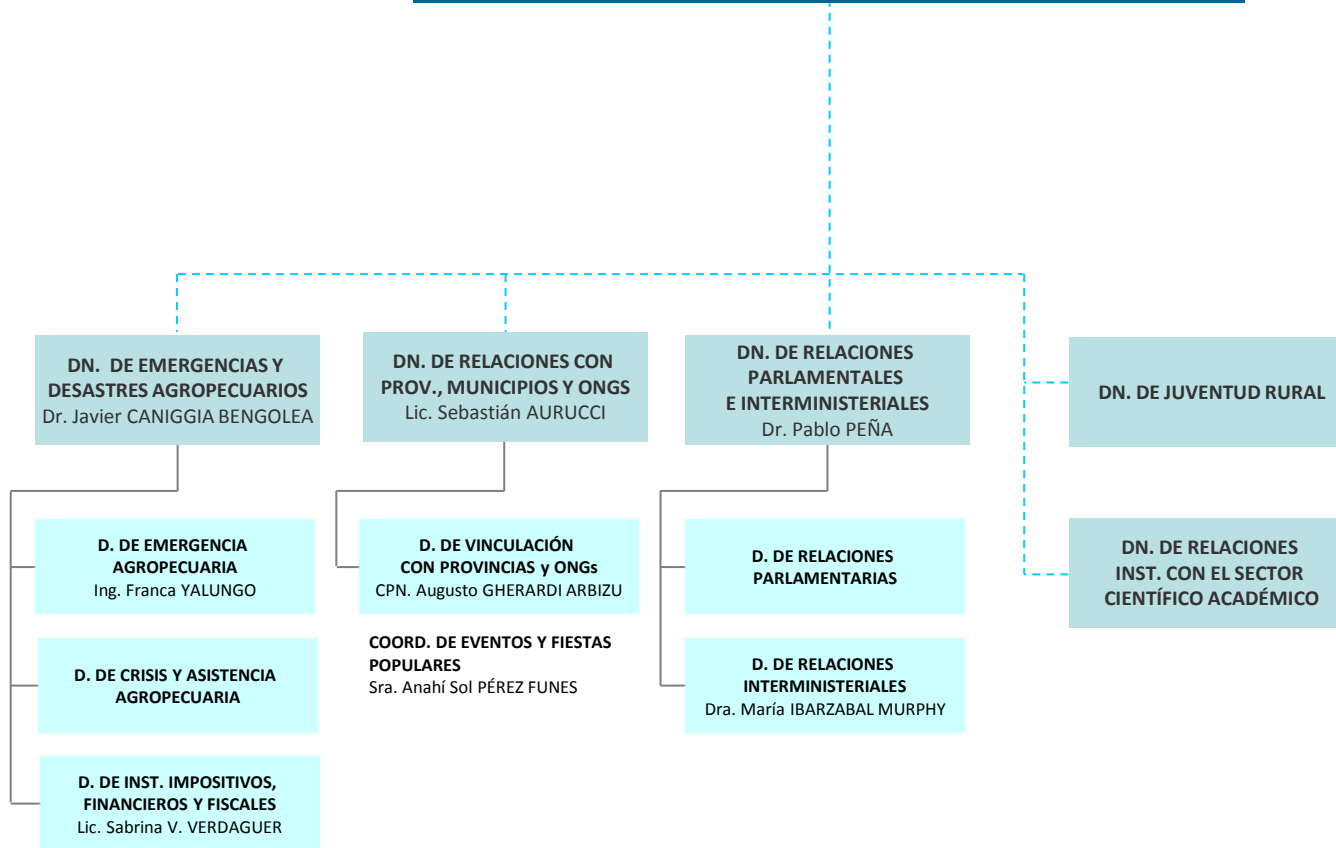 DN. DE EMERGENCIAS Y
DESASTRES AGROPECUARIOS
Dr. Javier CANIGGIA BENGOLEA
DN. DE RELACIONES CON
PROV., MUNICIPIOS Y ONGS
Lic. Sebastián AURUCCI
DN. DE RELACIONES
PARLAMENTALES
E INTERMINISTERIALES
Dr. Pablo PEÑA
DN. DE JUVENTUD RURAL
D. DE EMERGENCIA
AGROPECUARIA
Ing. Franca YALUNGO
D. DE VINCULACIÓN
CON PROVINCIAS y ONGs
CPN. Augusto GHERARDI ARBIZU
D. DE RELACIONES
PARLAMENTARIAS
DN. DE RELACIONES
INST. CON EL SECTOR
CIENTÍFICO ACADÉMICO
D. DE CRISIS Y ASISTENCIA
AGROPECUARIA
COORD. DE EVENTOS Y FIESTAS
POPULARES
Sra. Anahí Sol PÉREZ FUNES
D. DE RELACIONES
INTERMINISTERIALES
Dra. María IBARZABAL MURPHY
D. DE INST. IMPOSITIVOS,
FINANCIEROS Y FISCALES
Lic. Sabrina V. VERDAGUER